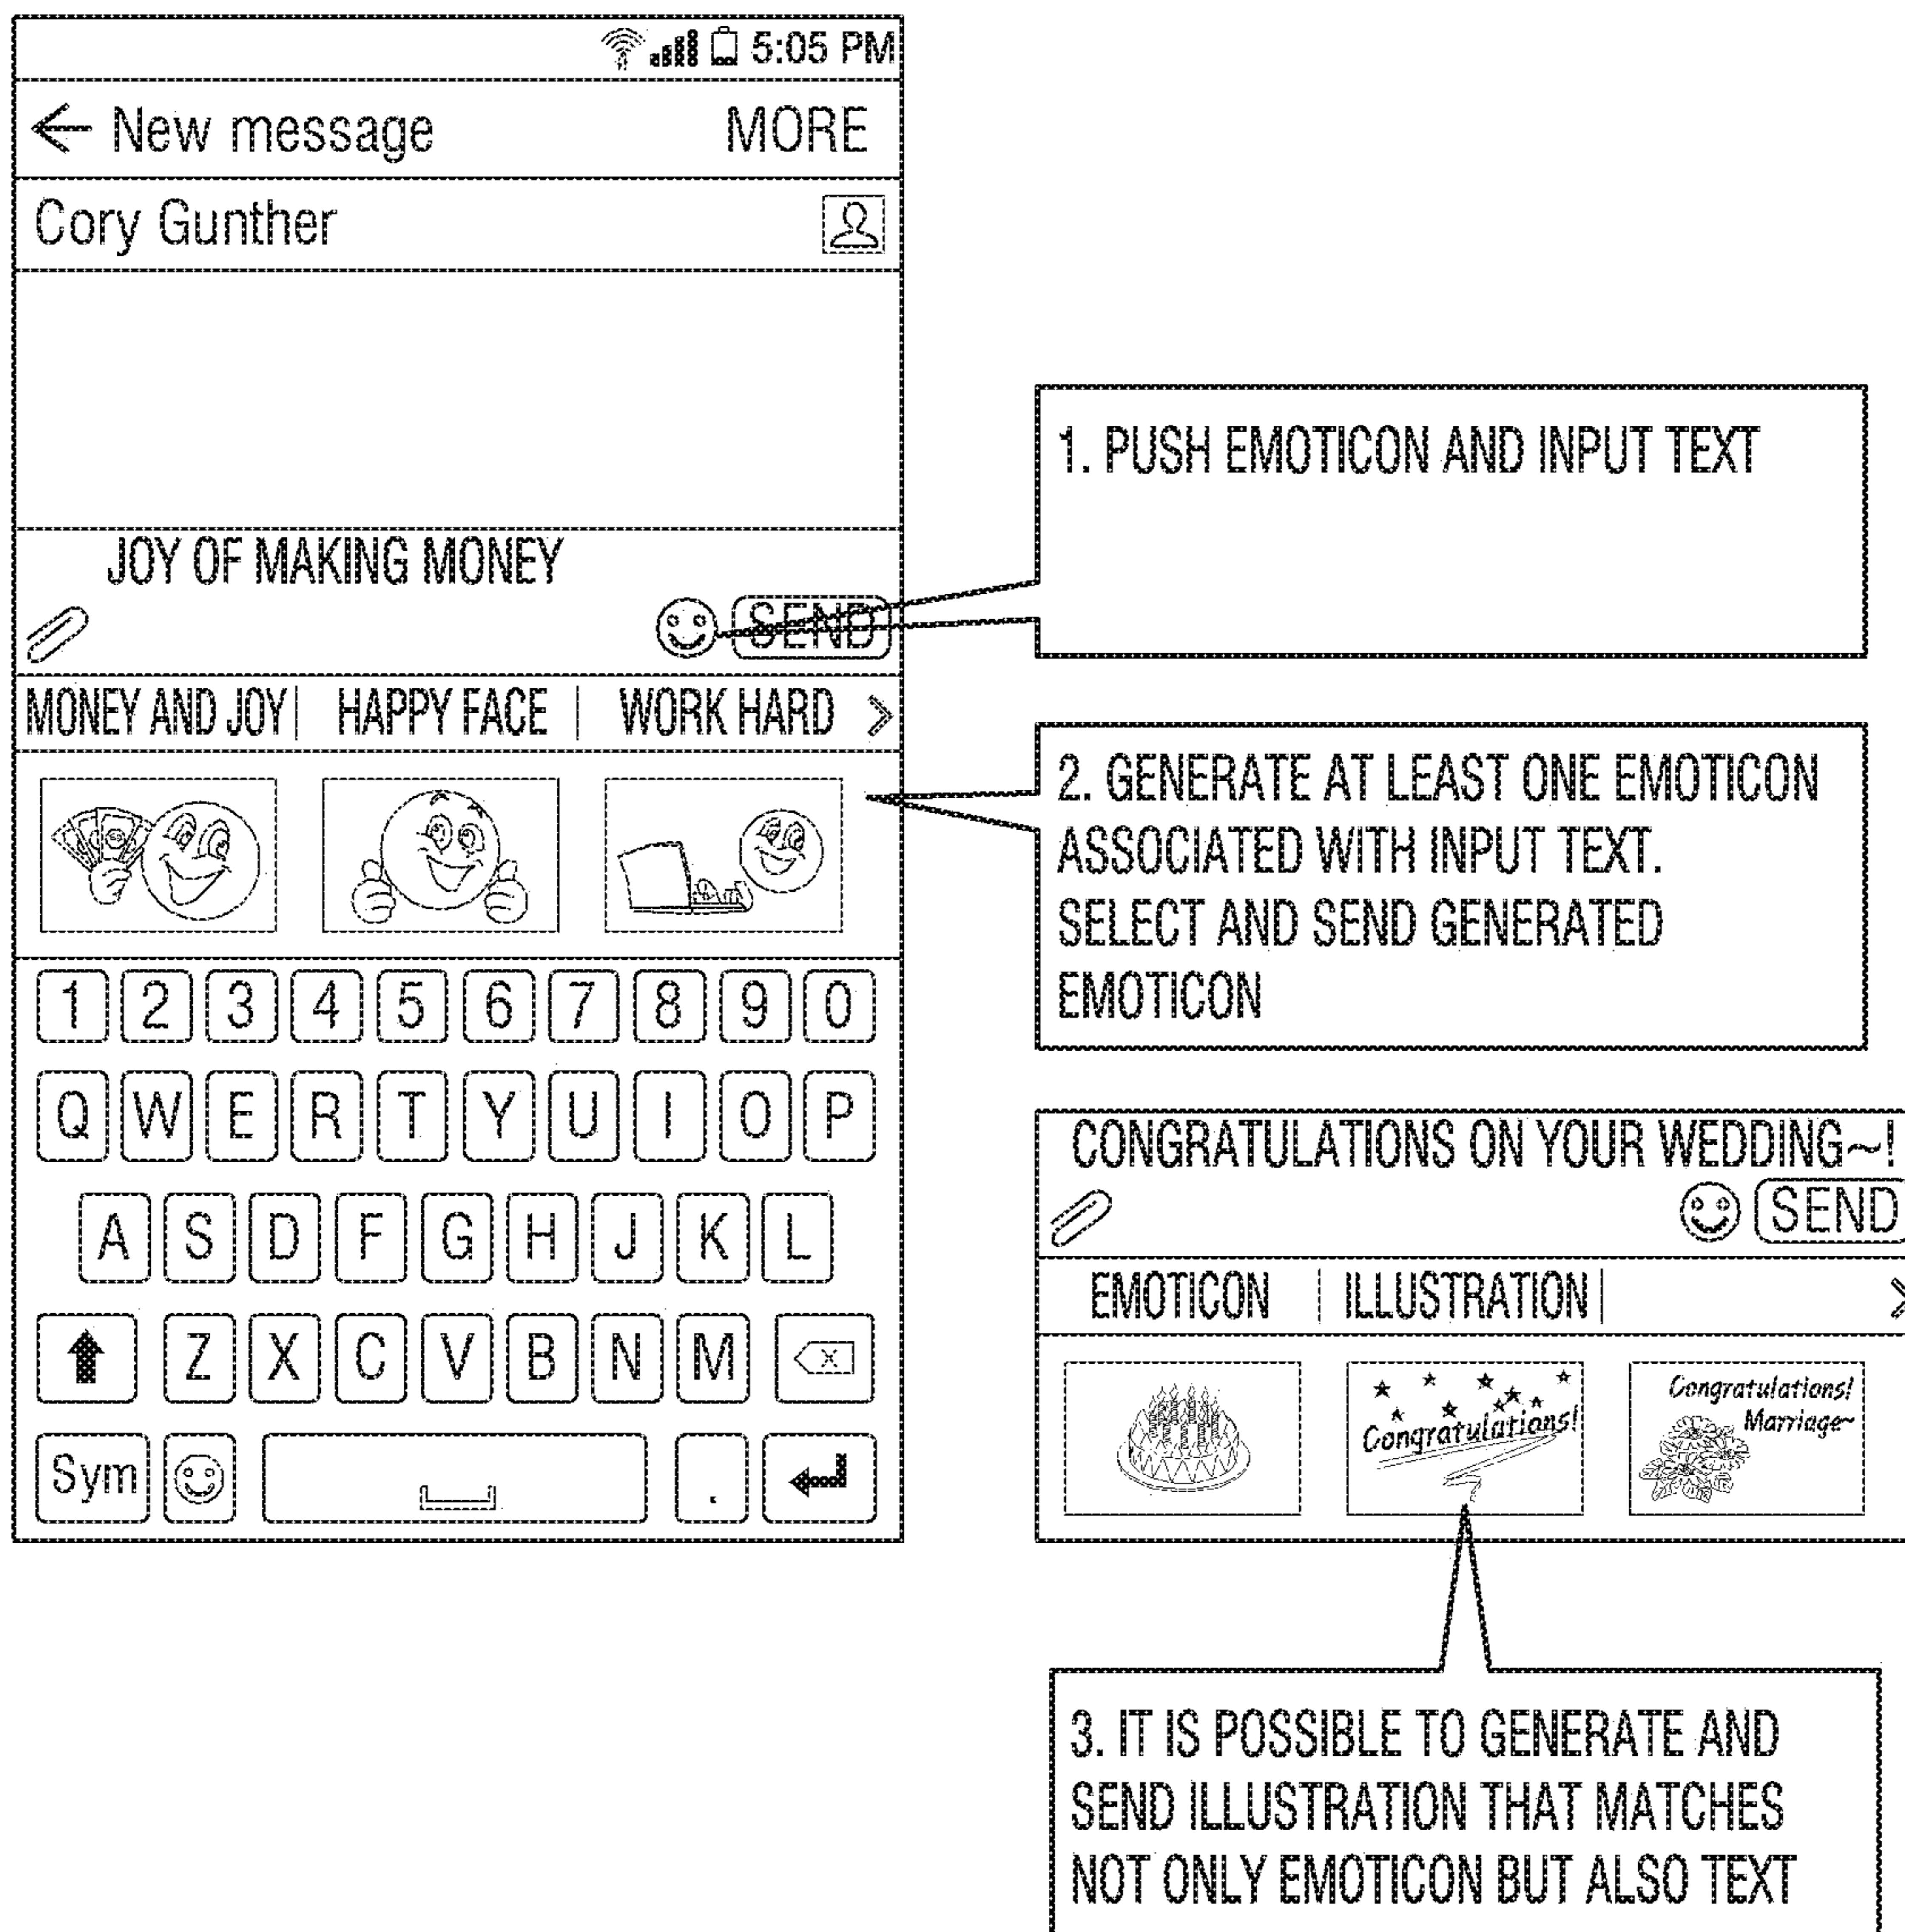 5:05 PM
New message MORE
Cory Gunther
JOY OF MAKING MONEY
SEND
MONEY AND JOY | HAPPY FACE | WORK HARD >
1 2 3 4 5 6 7 8 9 0
Q W E R T Y U I O P
A S D F G H J K L
Z X C V B N M X
Sym .
1. PUSH EMOTICON AND INPUT TEXT
2. GENERATE AT LEAST ONE EMOTICON
ASSOCIATED WITH INPUT TEXT.
SELECT AND SEND GENERATED
EMOTICON
CONGRATULATIONS ON YOUR WEDDING~!
SEND
EMOTICON | ILLUSTRATION | >
Congratulations!
Congratulations!
Marriage~
3. IT IS POSSIBLE TO GENERATE AND
SEND ILLUSTRATION THAT MATCHES
NOT ONLY EMOTICON BUT ALSO TEXT